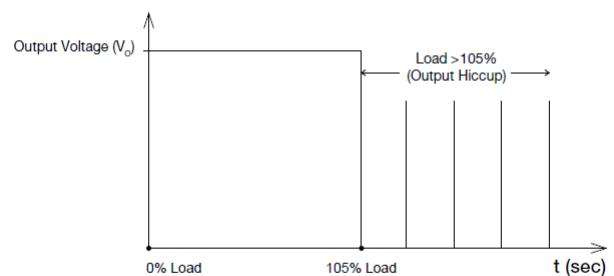 Output Voltage (Vo)
Load >105%
(Output Hiccup)
0% Load
105% Load
t (sec)